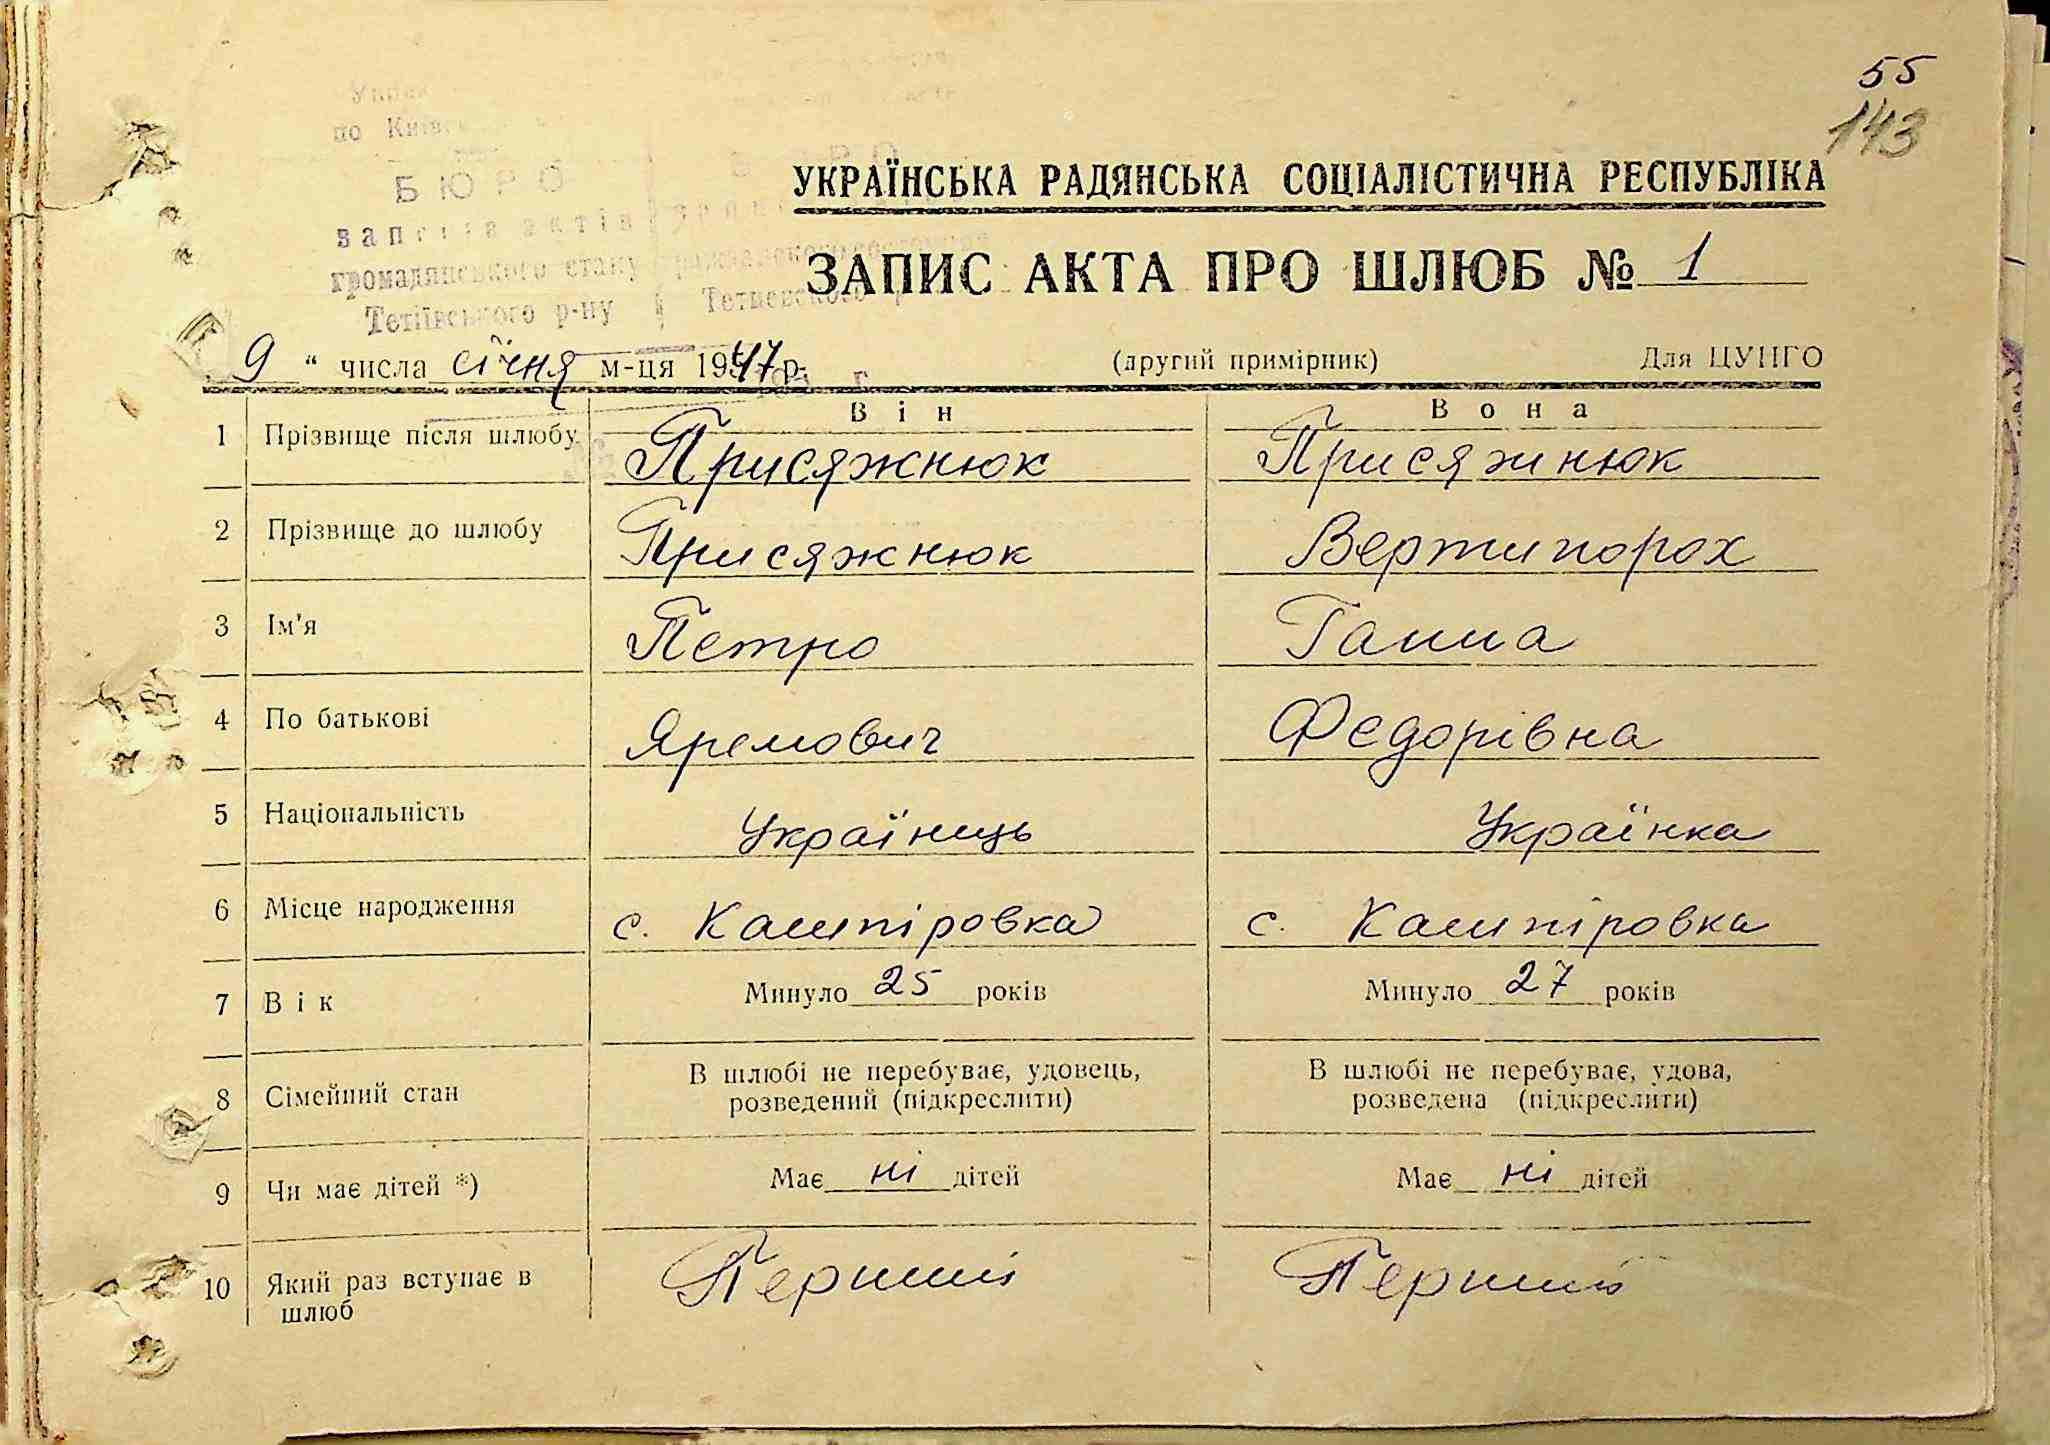 55
143
по Київ
БЮРО
записів актів
громадянського стану
Тетіївського р-ну
Тетиевского р
УКРАЇНСЬКА РАДЯНСЬКА СОЦІАЛІСТИЧНА РЕСПУБЛІКА
ЗАПИС АКТА ПРО ШЛЮБ № 1
9 “ числа січня м-ця 1947 р.
(другий примірник) Для ЦУНГО
Він Вона
1 Прізвище після шлюбу Присяжнюк Присяжнюк
2 Прізвище до шлюбу Присяжнюк Вертипорох
3 Ім'я Петро Ганна
4 По батькові Яремович Федорівна
5 Національність Українець Українка
6 Місце народження с. Кашпіровка с. Кашпіровка
7 Вік Минуло 25 років Минуло 27 років
8 Сімейний стан В шлюбі не перебуває, удовець, В шлюбі не перебуває, удова,
розведений (підкреслити) розведена (підкреслити)
9 Чи має дітей *) Має ні дітей Має ні дітей
10 Який раз вступає в Перший Перший
шлюб